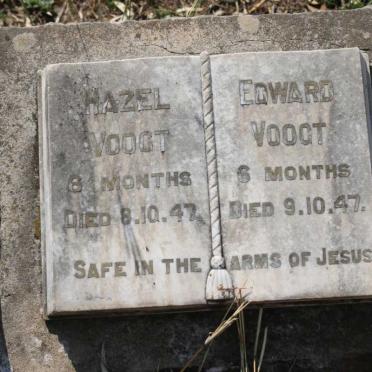 HAZEL
VOOGT
6 MONTHS
DIED 8.10.47.
EDWARD
VOOGT
6 MONTHS
DIED 9.10.47.
SAFE IN THE ARMS OF JESUS